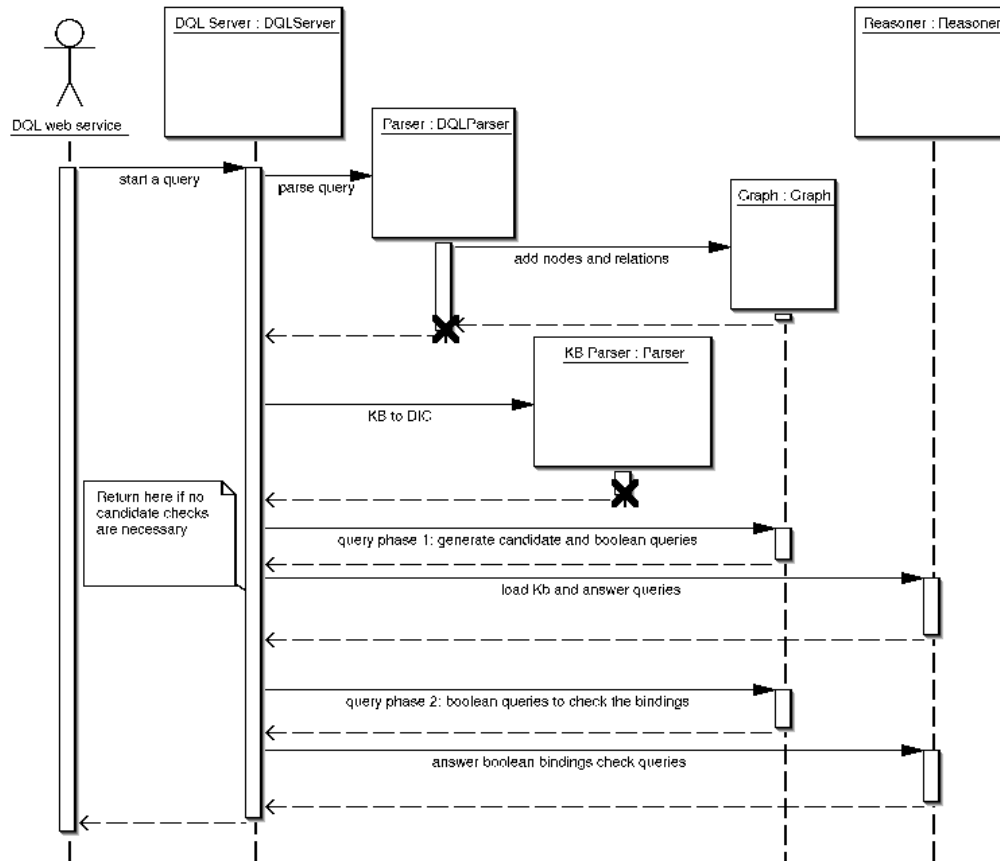 DQL Server : DQLServer
Reasoner : Reasoner
DQL web service
Parser : DQLParser
start a query
parse query
Graph : Graph
add nodes and relations
KB Parser : Parser
KB to DIG
Return here if no
candidate checks
are necessary
query phase 1: generate candidate and boolean queries
load Kb and answer queries
query phase 2: boolean queries to check the bindings
answer boolean bindings check queries